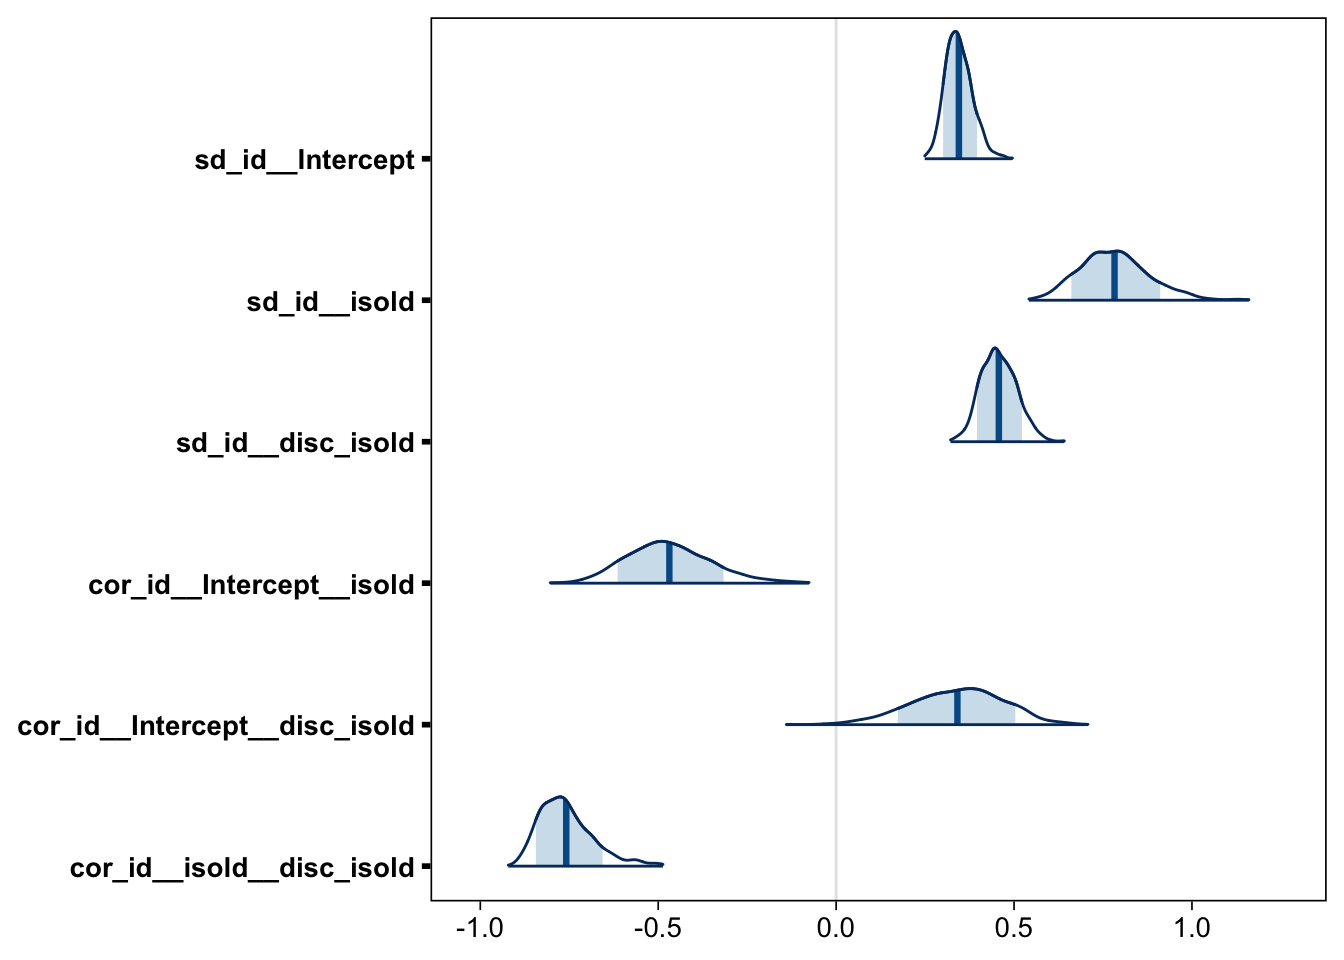 sd_id__Intercept
sd_id__isold
sd_id__disc_isold
cor_id__Intercept__isold
cor_id__Intercept__disc_isold
cor_id__isold__disc_isold
-1.0 -0.5 0.0 0.5 1.0